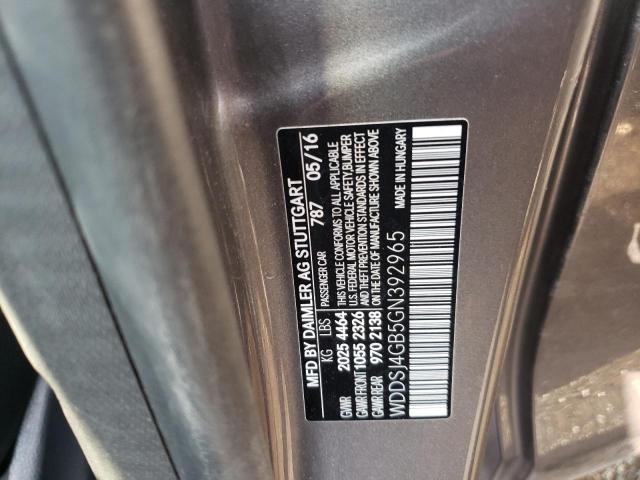 MFD BY DAIMLER AG STUTTGART
KG LBS PASSENGER CAR 787 05/16
GVWR 2025 4464 THIS VEHICLE CONFORMS TO ALL APPLICABLE
U.S. FEDERAL MOTOR VEHICLE SAFETY, BUMPER
GWR FRONT 1055 2326 AND THEFT PREVENTION STANDARDS IN EFFECT
GWR REAR 970 2138 ON THE DATE OF MANUFACTURE SHOWN ABOVE
WDDSJ4GB5GN392965 MADE IN HUNGARY